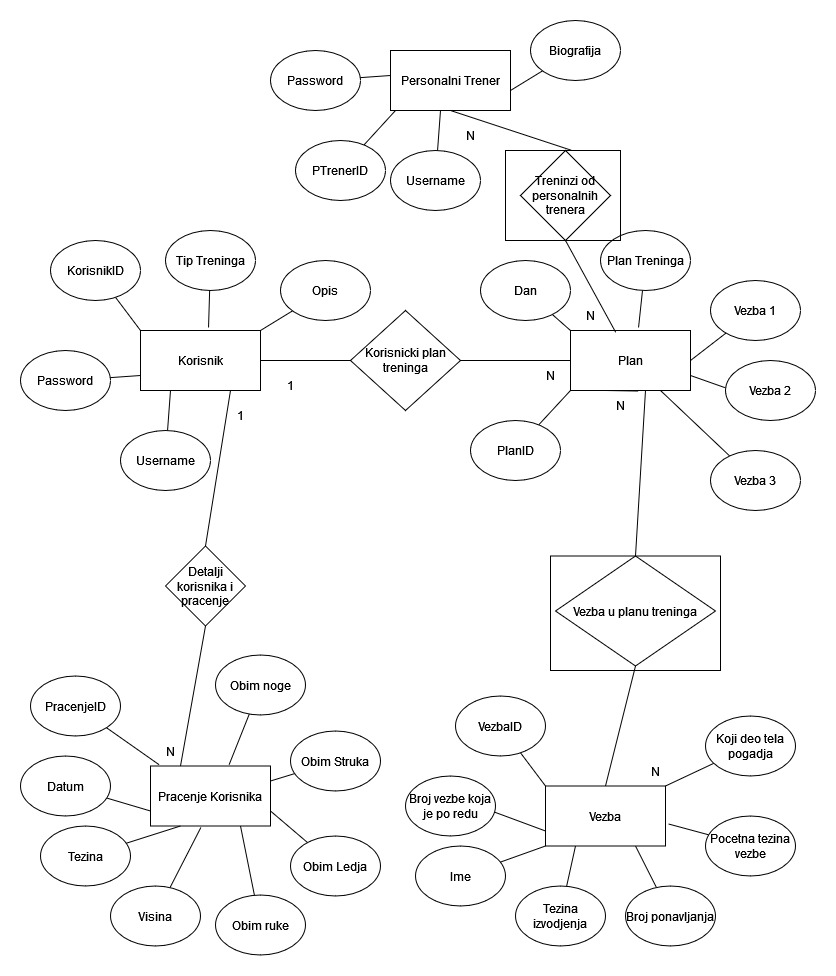 Biografija
Password
Personalni Trener
N
PTrenerID
Username
Treninzi od
personalnih
trenera
KorisnikID
Tip Treninga
Opis
Dan
Plan Treninga
Vezba 1
N
Korisnik
Korisnicki plan
treninga
Plan
Password
1
N
Vezba 2
N
1
Username
PlanID
Vezba 3
Detalji
korisnika i
pracenje
Vezba u planu treninga
Obim noge
PracenjeID
VezbaID
Koji deo tela
pogadja
N
Obim Struka
N
Datum
Pracenje Korisnika
Broj vezbe koja
je po redu
Vezba
Tezina
Obim Ledja
Pocetna tezina
vezbe
Ime
Visina
Obim ruke
Tezina
izvodjenja
Broj ponavljanja